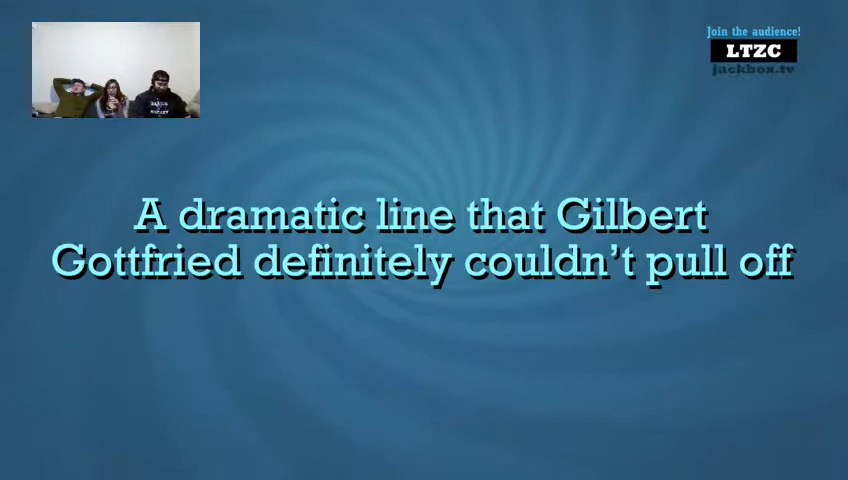 Join the audience!
LTZC
jackbox.tv
A dramatic line that Gilbert
Gottfried definitely couldn't pull off